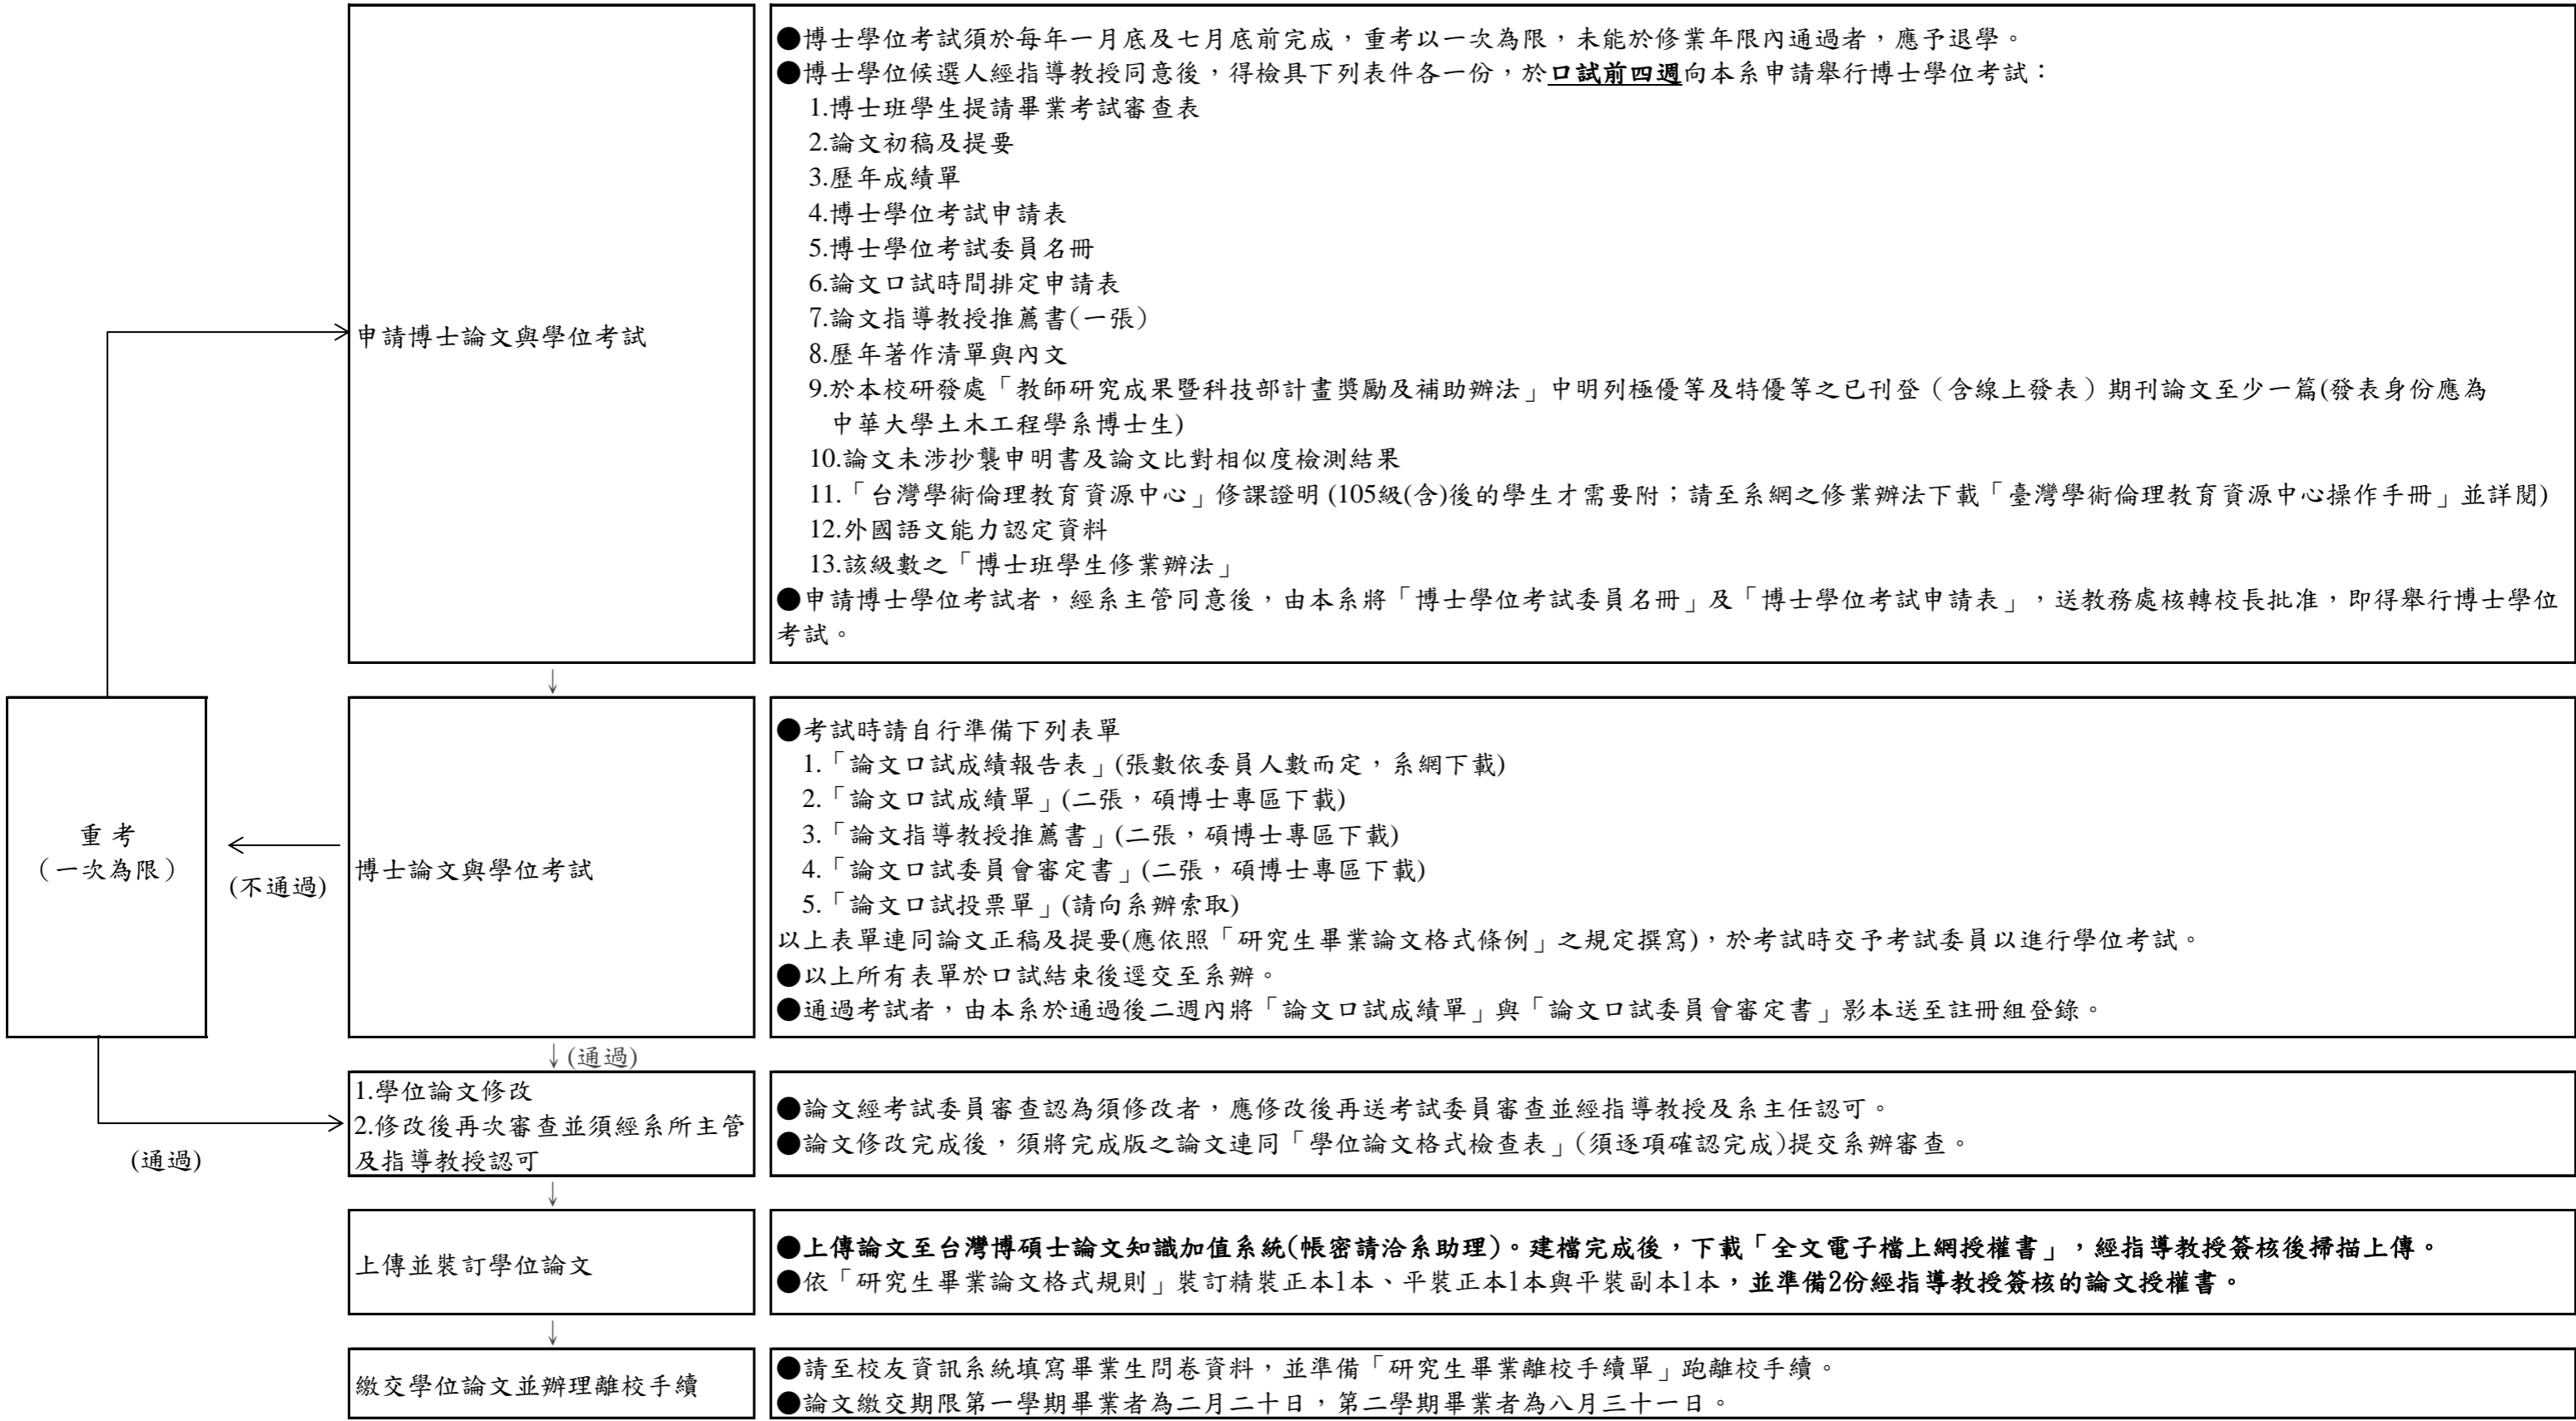 ●博士學位考試須於每年一月底及七月底前完成，重考以一次為限，未能於修業年限內通過者，應予退學。
●博士學位候選人經指導教授同意後，得檢具下列表件各一份，於口試前四週向本系申請舉行博士學位考試：
1.博士班學生提請畢業考試審查表
2.論文初稿及提要
3.歷年成績單
4.博士學位考試申請表
5.博士學位考試委員名冊
6.論文口試時間排定申請表
7.論文指導教授推薦書(一張)
8.歷年著作清單與內文
9.於本校研發處「教師研究成果暨科技部計畫獎勵及補助辦法」中明列極優等及特優等之已刊登（含線上發表）期刊論文至少一篇(發表身份應為
中華大學土木工程學系博士生)
10.論文未涉抄襲申明書及論文比對相似度檢測結果
11.「台灣學術倫理教育資源中心」修課證明 (105級(含)後的學生才需要附；請至系網之修業辦法下載「臺灣學術倫理教育資源中心操作手冊」並詳閱)
12.外國語文能力認定資料
13.該級數之「博士班學生修業辦法」
●申請博士學位考試者，經系主管同意後，由本系將「博士學位考試委員名冊」及「博士學位考試申請表」，送教務處核轉校長批准，即得舉行博士學位
考試。
申請博士論文與學位考試
↓
重 考
（一次為限）
(不通過)
博士論文與學位考試
●考試時請自行準備下列表單
1.「論文口試成績報告表」(張數依委員人數而定，系網下載)
2.「論文口試成績單」(二張，碩博士專區下載)
3.「論文指導教授推薦書」(二張，碩博士專區下載)
4.「論文口試委員會審定書」(二張，碩博士專區下載)
5.「論文口試投票單」(請向系辦索取)
以上表單連同論文正稿及提要(應依照「研究生畢業論文格式條例」之規定撰寫)，於考試時交予考試委員以進行學位考試。
●以上所有表單於口試結束後逕交至系辦。
●通過考試者，由本系於通過後二週內將「論文口試成績單」與「論文口試委員會審定書」影本送至註冊組登錄。
↓ (通過)
(通過)
1.學位論文修改
2.修改後再次審查並須經系所主管
及指導教授認可
●論文經考試委員審查認為須修改者，應修改後再送考試委員審查並經指導教授及系主任認可。
●論文修改完成後，須將完成版之論文連同「學位論文格式檢查表」(須逐項確認完成)提交系辦審查。
↓
上傳並裝訂學位論文
●上傳論文至台灣博碩士論文知識加值系統(帳密請洽系助理)。建檔完成後，下載「全文電子檔上網授權書」，經指導教授簽核後掃描上傳。
●依「研究生畢業論文格式規則」裝訂精裝正本1本、平裝正本1本與平裝副本1本，並準備2份經指導教授簽核的論文授權書。
↓
繳交學位論文並辦理離校手續
●請至校友資訊系統填寫畢業生問卷資料，並準備「研究生畢業離校手續單」跑離校手續。
●論文繳交期限第一學期畢業者為二月二十日，第二學期畢業者為八月三十一日。